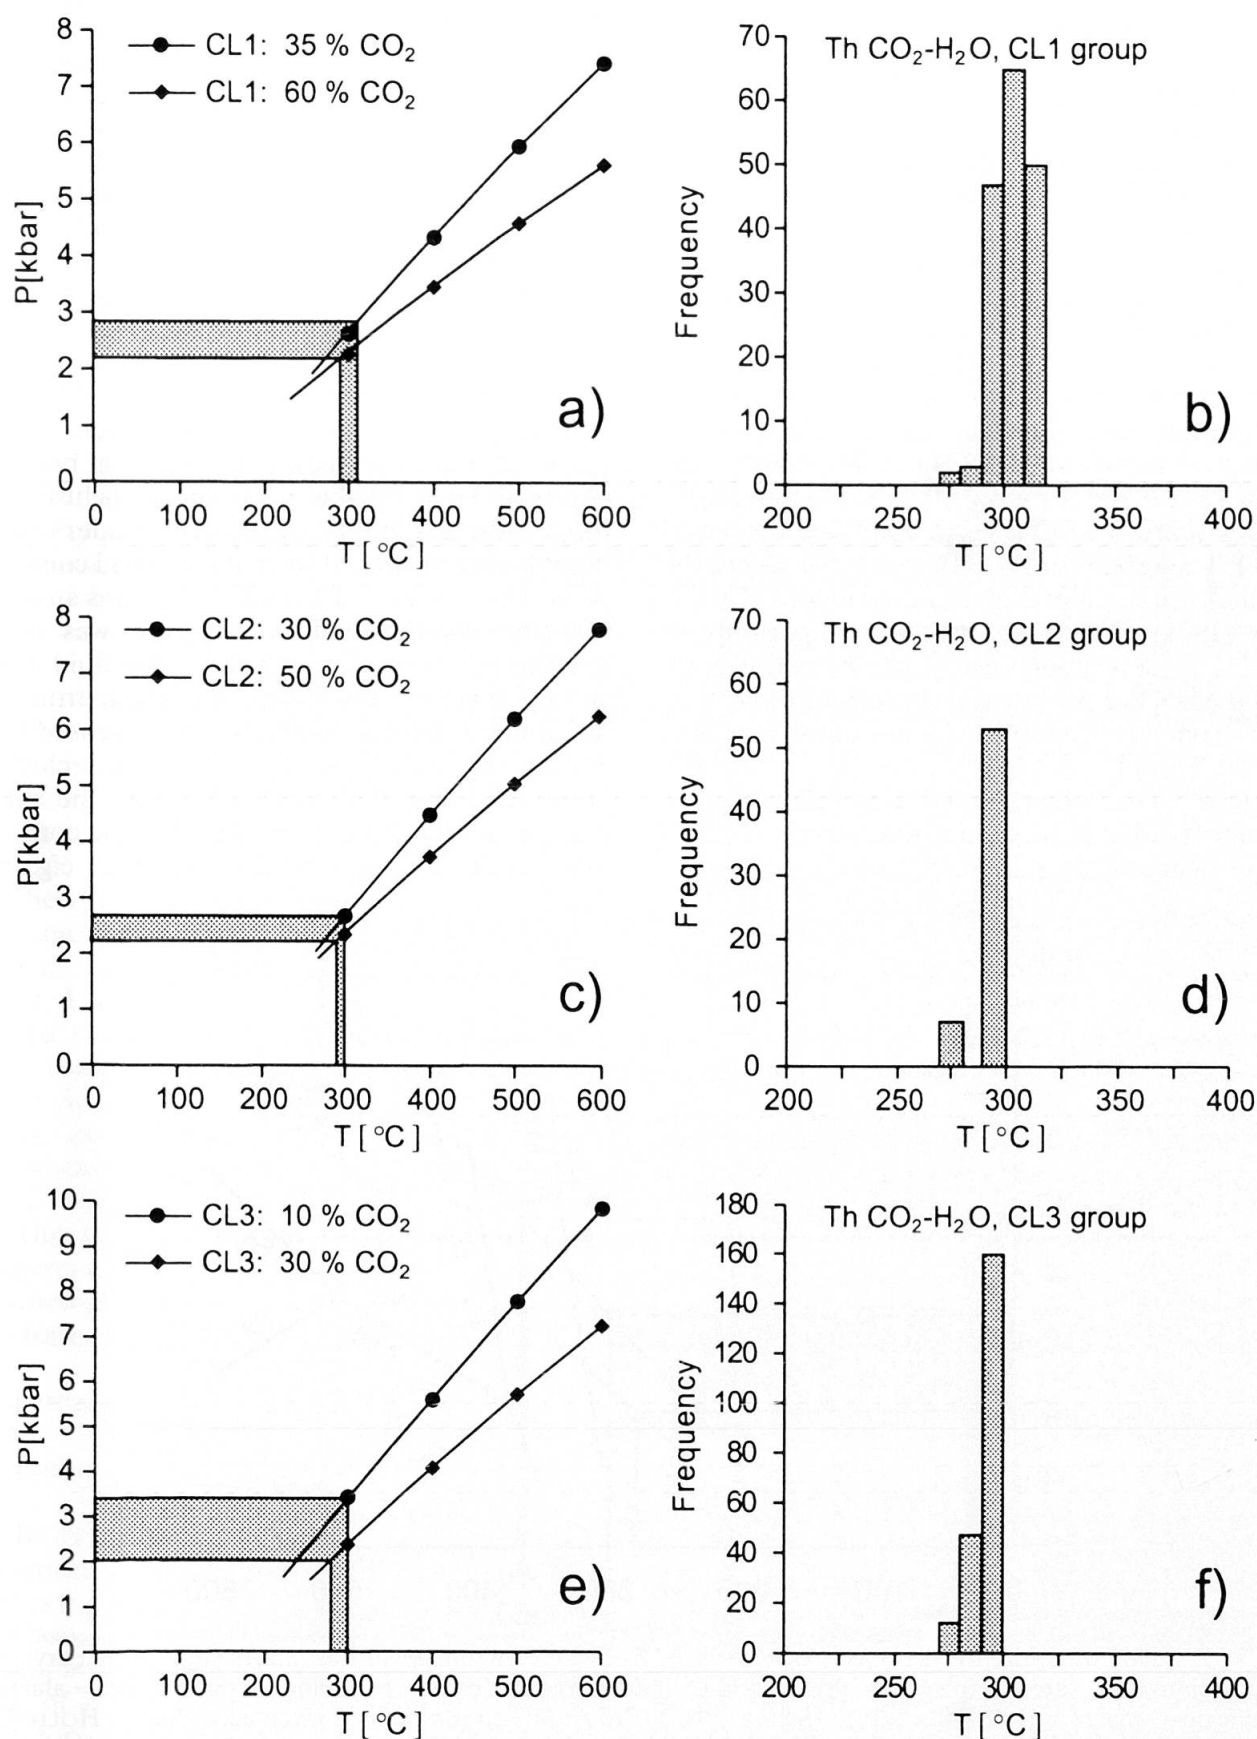 8
7
6
5
4
3
2
1
0
P[kbar]
CL1: 35 % CO₂
CL1: 60 % CO₂
a)
0 100 200 300 400 500 600
T [°C]
70
60
50
40
30
20
10
0
Frequency
Th CO₂-H₂O, CL1 group
b)
200 250 300 350 400
T [°C]
8
7
6
5
4
3
2
1
0
P[kbar]
CL2: 30 % CO₂
CL2: 50 % CO₂
c)
0 100 200 300 400 500 600
T [°C]
70
60
50
40
30
20
10
0
Frequency
Th CO₂-H₂O, CL2 group
d)
200 250 300 350 400
T [°C]
10
9
8
7
6
5
4
3
2
1
0
P[kbar]
CL3: 10 % CO₂
CL3: 30 % CO₂
e)
0 100 200 300 400 500 600
T [°C]
180
160
140
120
100
80
60
40
20
0
Frequency
Th CO₂-H₂O, CL3 group
f)
200 250 300 350 400
T [°C]